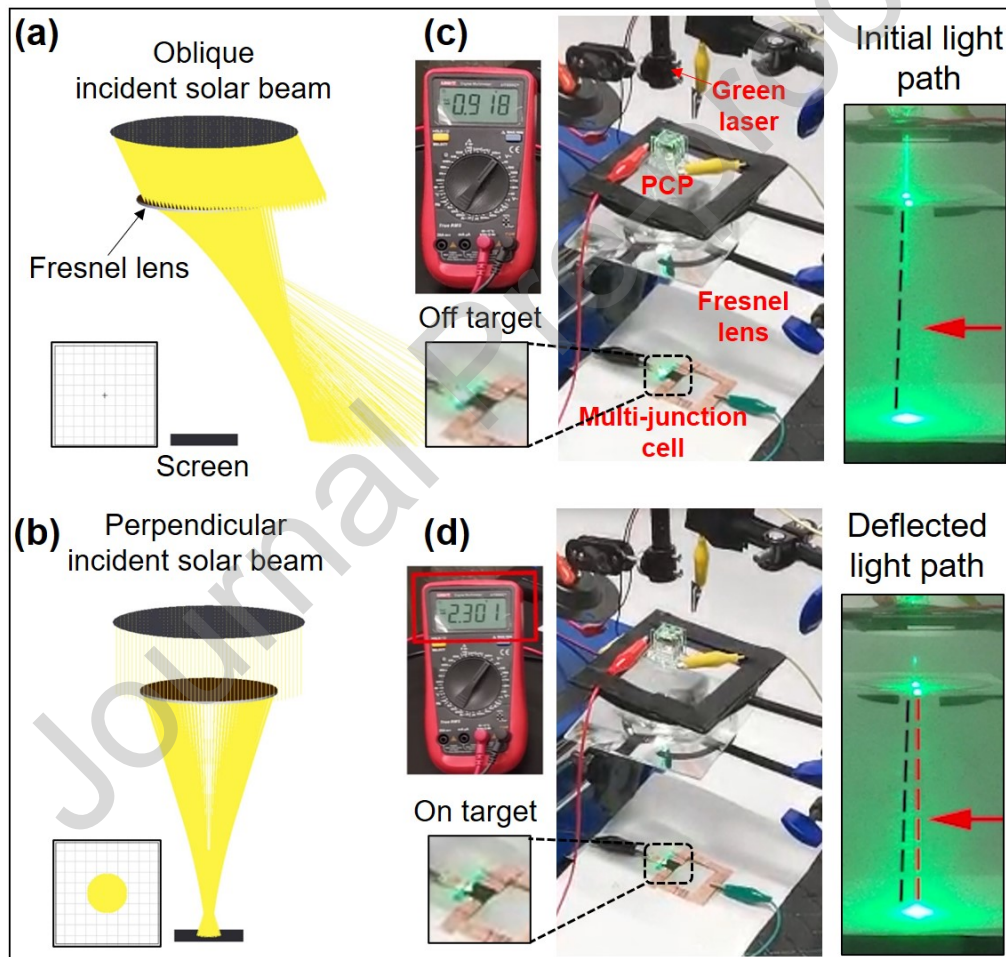 (a)
Oblique
incident solar beam
Fresnel lens
Screen
(b)
Perpendicular
incident solar beam
(c)
0.918
Off target
Green
laser
PCP
Fresnel
lens
Multi-junction
cell
Initial light
path
(d)
2.301
On target
Deflected
light path
Journal Pre-proof